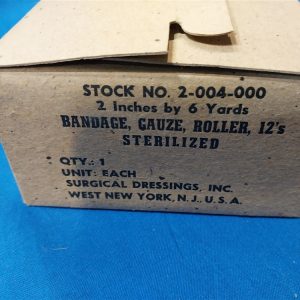 STOCK NO. 2-004-000
2 Inches by 6 Yards
BANDAGE, GAUZE, ROLLER, 12's
STERILIZED
QTY.: 1
UNIT: EACH
SURGICAL DRESSINGS, INC.
WEST NEW YORK, N.J. U.S.A.